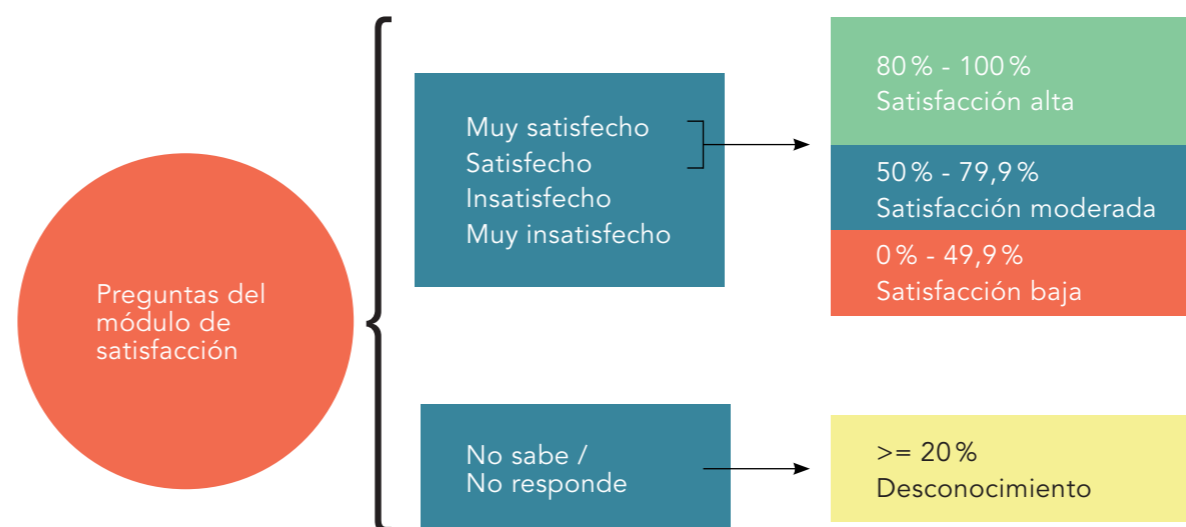 Preguntas del
módulo de
satisfacción
Muy satisfecho
Satisfecho
Insatisfecho
Muy insatisfecho
80 % - 100 %
Satisfacción alta
50 % - 79,9 %
Satisfacción moderada
0 % - 49,9 %
Satisfacción baja
No sabe /
No responde
>= 20 %
Desconocimiento